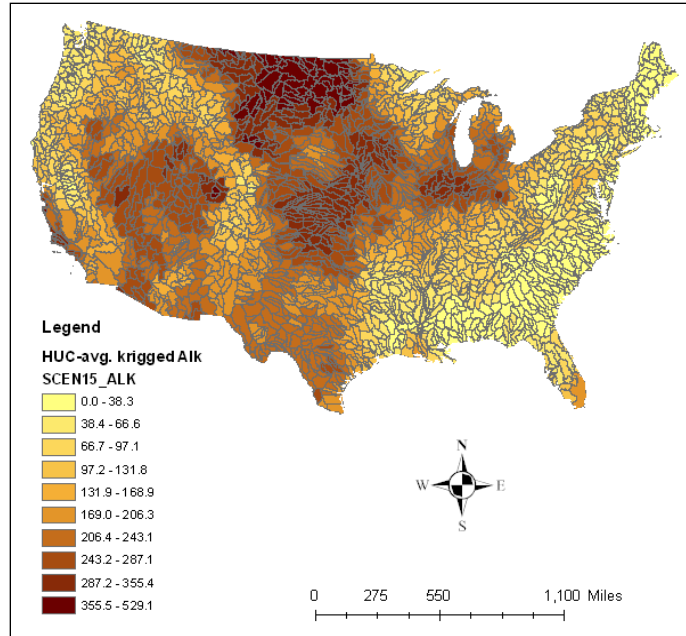 Legend
HUC-avg. krigged Alk
SCEN15_ALK
0.0 - 38.3
38.4 - 66.6
66.7 - 97.1
97.2 - 131.8
131.9 - 168.9
169.0 - 206.3
206.4 - 243.1
243.2 - 287.1
287.2 - 355.4
355.5 - 529.1
N
W E
S
0 275 550 1,100 Miles